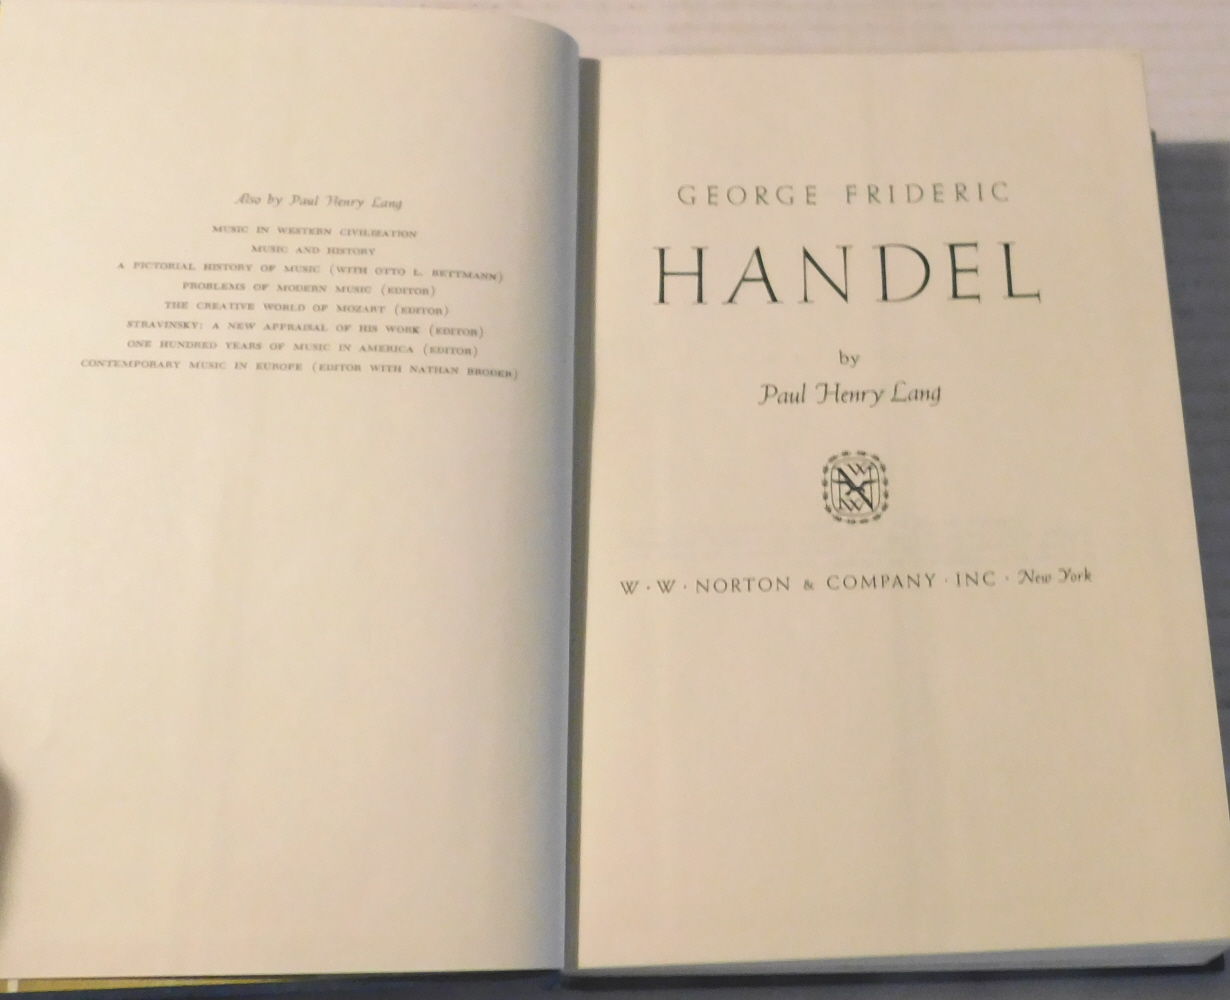 Also by Paul Henry Lang
MUSIC IN WESTERN CIVILIZATION
MUSIC AND HISTORY
A PICTORIAL HISTORY OF MUSIC (WITH OTTO L. BETTMANN)
PROBLEMS OF MODERN MUSIC (EDITOR)
THE CREATIVE WORLD OF MOZART (EDITOR)
STRAVINSKY: A NEW APPRAISAL OF HIS WORK (EDITOR)
ONE HUNDRED YEARS OF MUSIC IN AMERICA (EDITOR)
CONTEMPORARY MUSIC IN EUROPE (EDITOR WITH NATHAN BRODER)
GEORGE FRIDERIC
HANDEL
by
Paul Henry Lang
W · W · NORTON & COMPANY · INC · New York